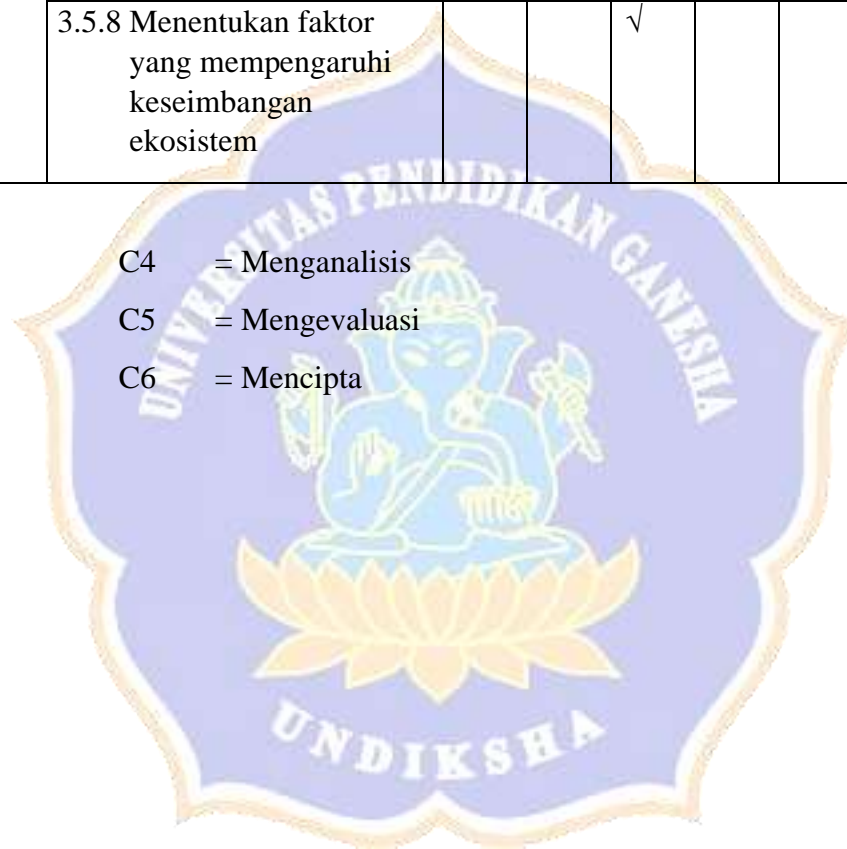 3.5.8 Menentukan faktor √
yang mempengaruhi
keseimbangan
ekosistem
C4 = Menganalisis
C5 = Mengevaluasi
C6 = Mencipta
UNIVERSITAS PENDIDIKAN GANESHA
UNDIKSHA